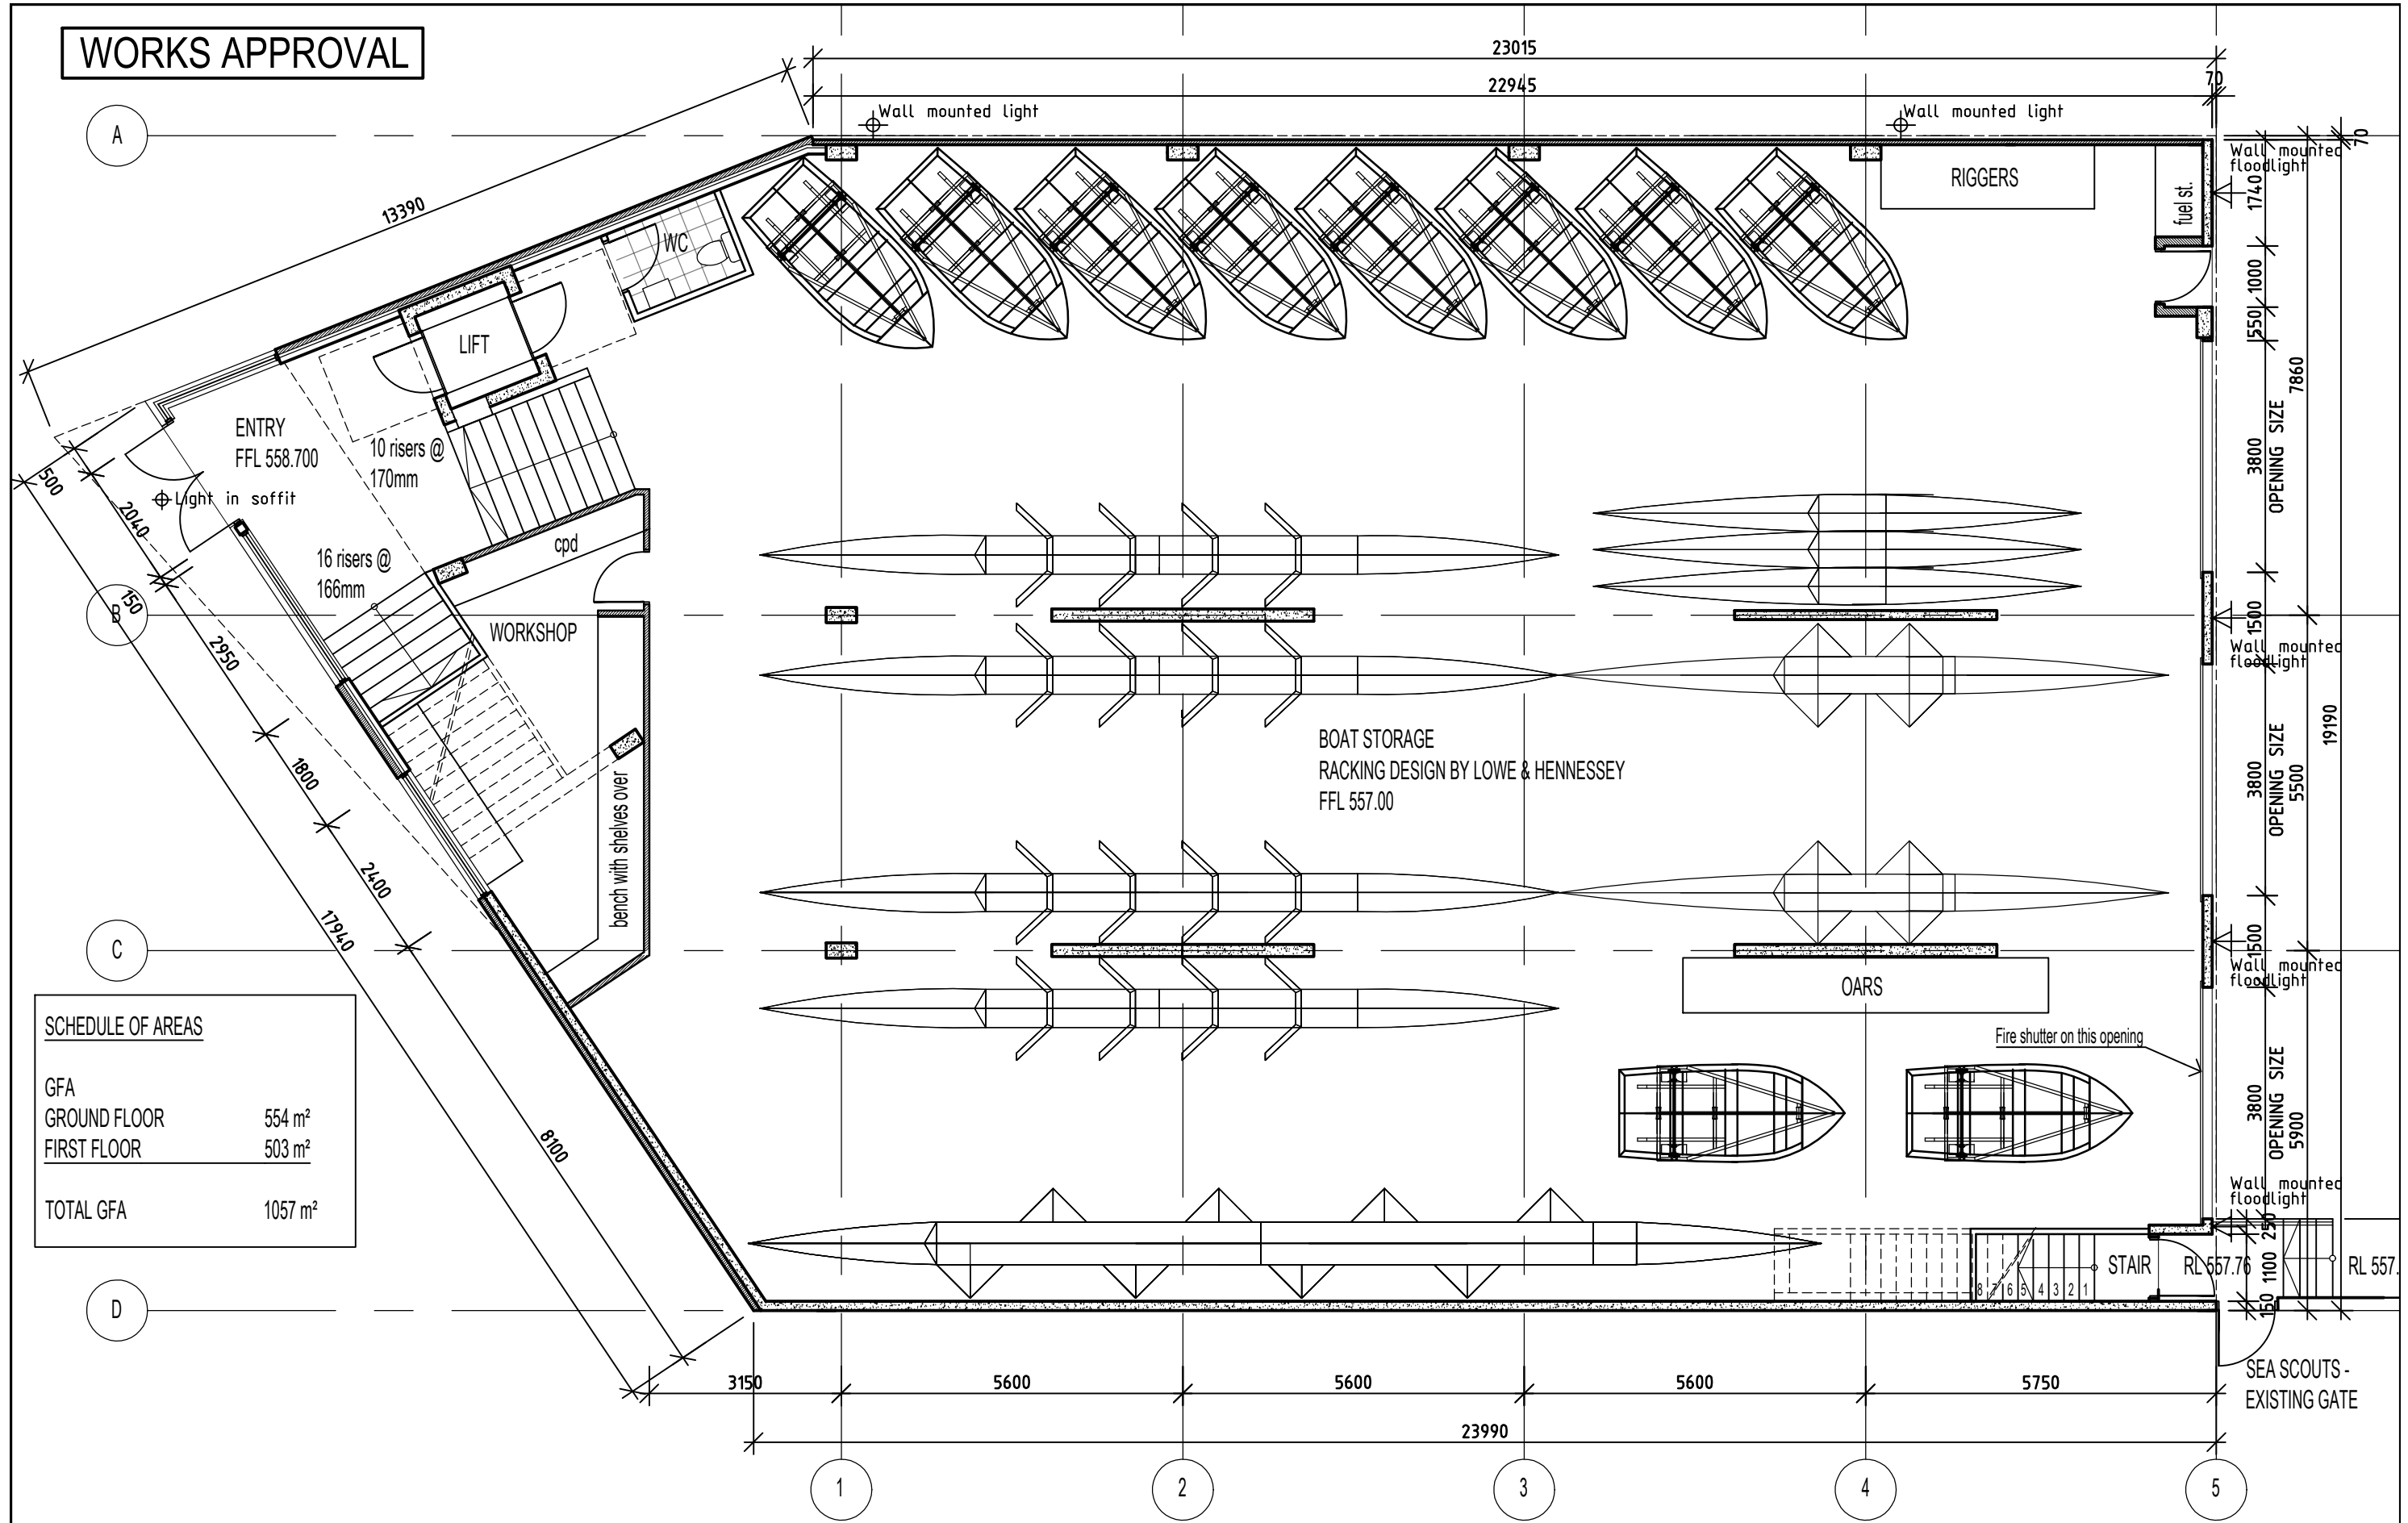 WORKS APPROVAL
23015
22945
70
Wall mounted light
Wall mounted light
A
70
Wall mounted
floodlight
RIGGERS
fuel st.
1740
13390
WC
1000
550
LIFT
7860
ENTRY
FFL 558.700
10 risers @
170mm
3800
OPENING SIZE
500
Light in soffit
2040
cpd
16 risers @
166mm
B
150
1500
WORKSHOP
2950
Wall mounted
floodlight
19190
BOAT STORAGE
RACKING DESIGN BY LOWE & HENNESSEY
FFL 557.00
3800
OPENING SIZE
5500
1800
bench with shelves over
2400
17940
C
1500
Wall mounted
floodlight
OARS
SCHEDULE OF AREAS
GFA
GROUND FLOOR 554 m²
FIRST FLOOR 503 m²
TOTAL GFA 1057 m²
Fire shutter on this opening
3800
OPENING SIZE
5900
8100
Wall mounted
floodlight
250
STAIR
RL 557.76
1100
RL 557.
8 7 6 5 4 3 2 1
150
D
SEA SCOUTS -
EXISTING GATE
3150
5600
5600
5600
5750
23990
1
2
3
4
5